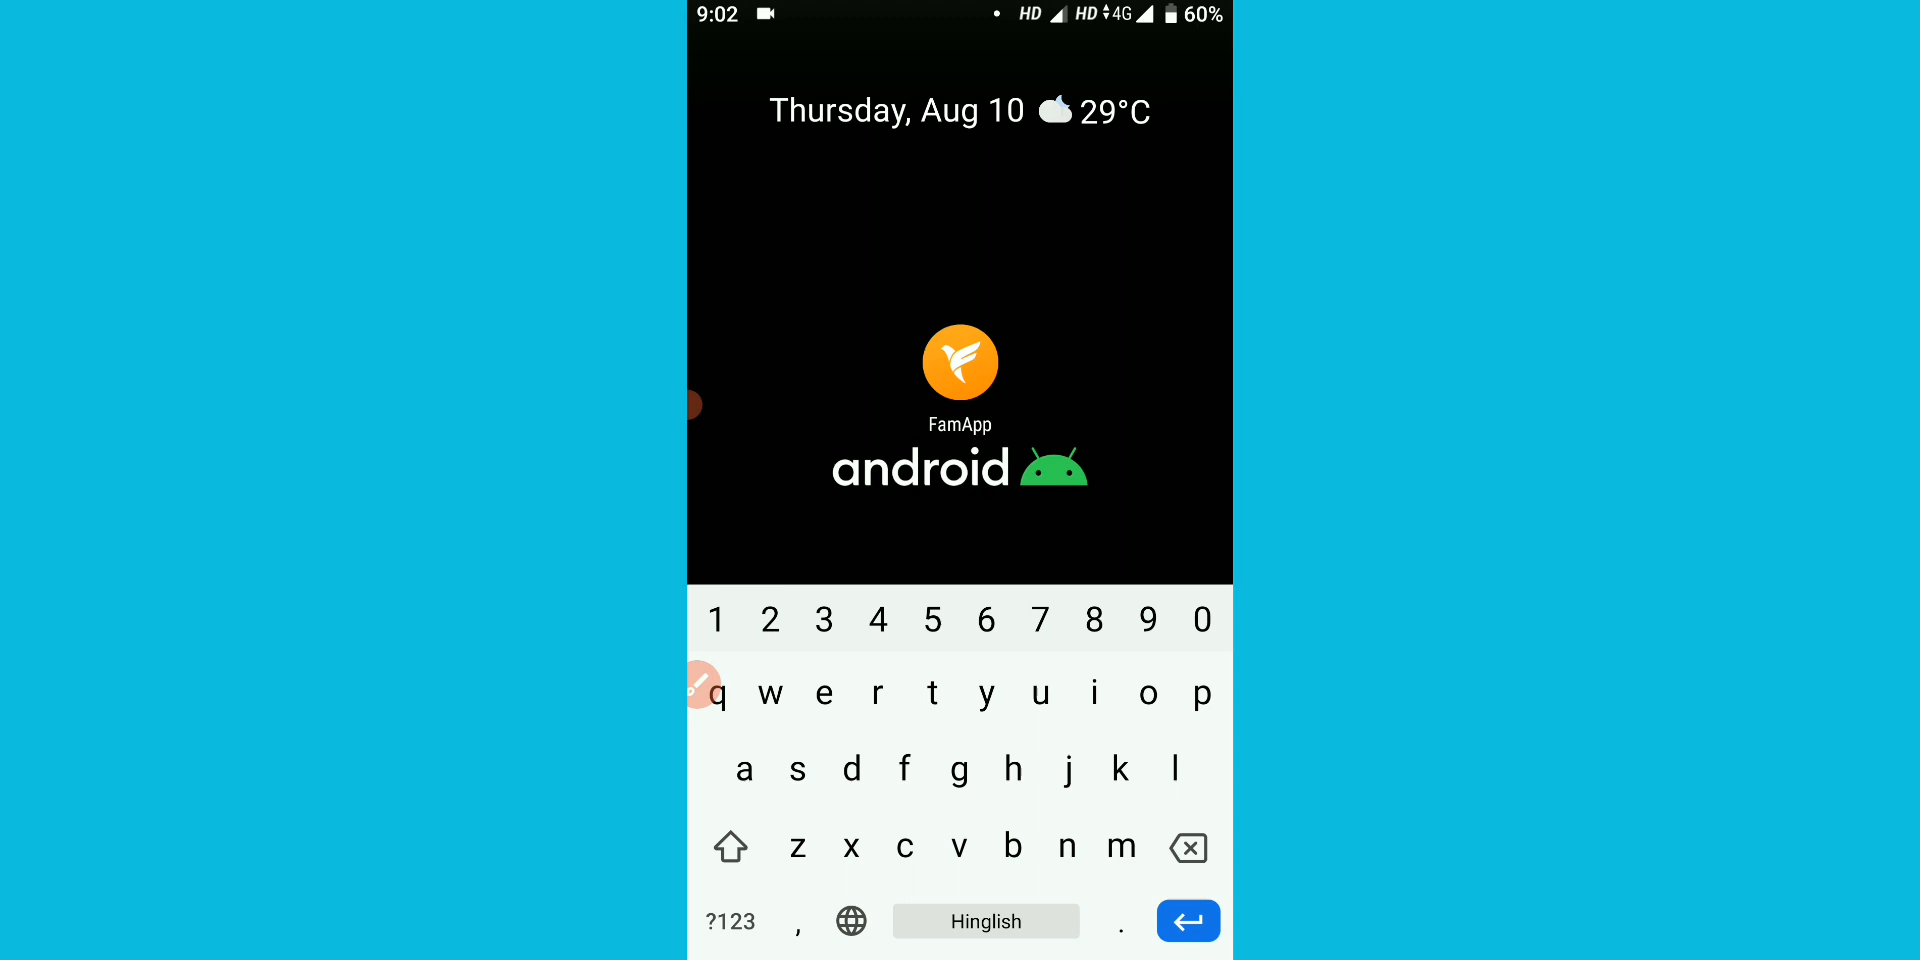 9:02 HD HD 4G 60%
Thursday, Aug 10 29°C
FamApp
android
1 2 3 4 5 6 7 8 9 0
q w e r t y u i o p
a s d f g h j k l
z x c v b n m
?123 , Hinglish .